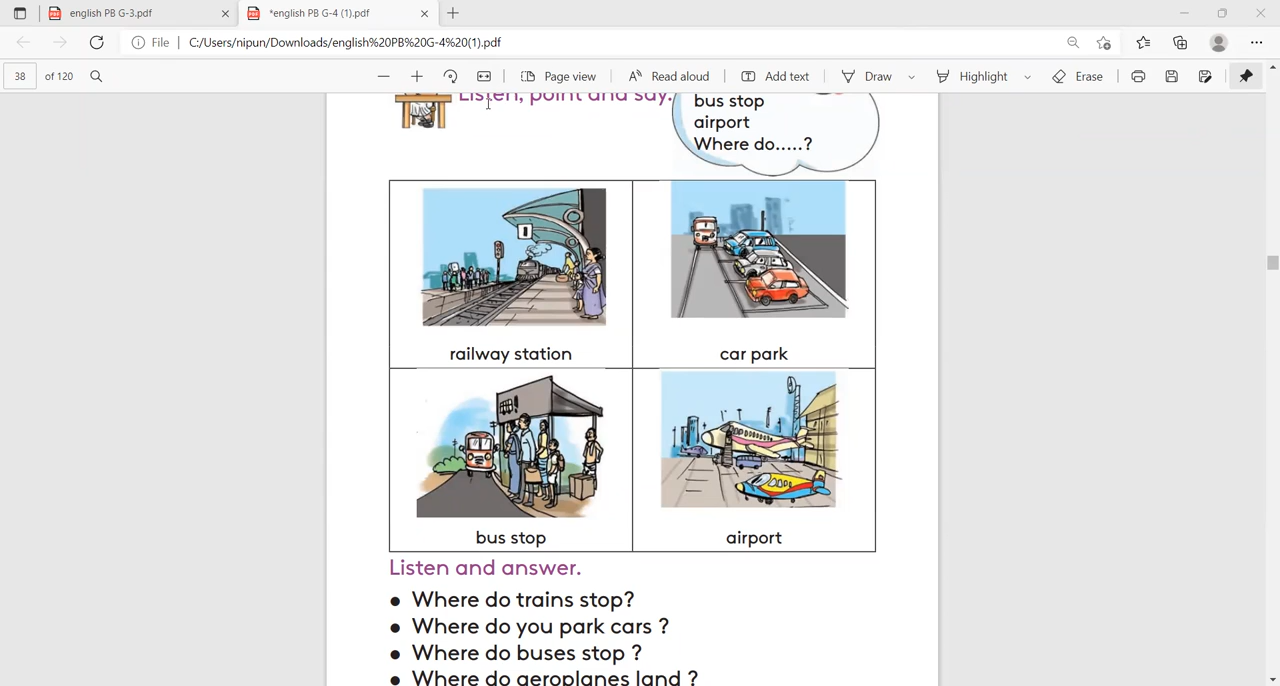 english PB G-3.pdf
*english PB G-4 (1).pdf
File
C:/Users/nipun/Downloads/english%20PB%20G-4%20(1).pdf
38
of 120
Page view
Read aloud
Add text
Draw
Highlight
Erase
Listen, point and say.
bus stop
airport
Where do.....?
railway station
car park
bus stop
airport
Listen and answer.
• Where do trains stop?
• Where do you park cars ?
• Where do buses stop ?
• Where do aeroplanes land ?